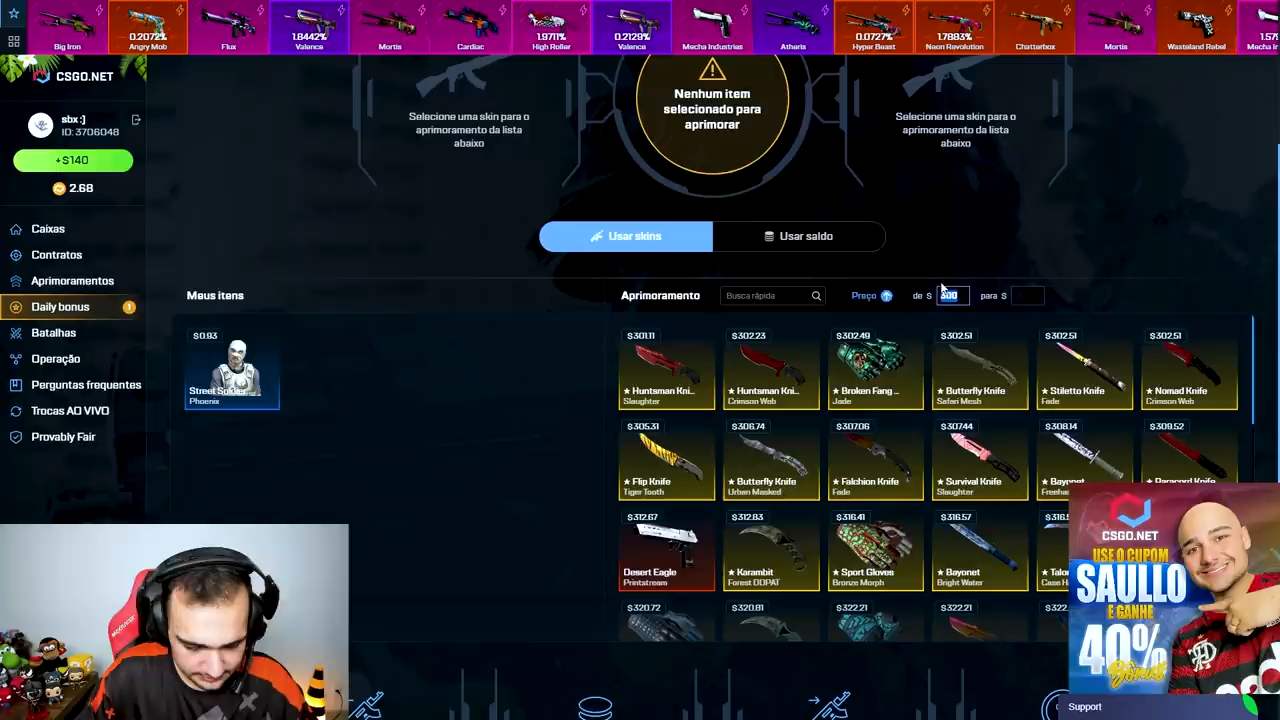 0.2072%
1.8442%
1.9711%
0.2129%
0.0727%
1.7883%
Big Iron
Angry Mob
Flux
Valence
Mortis
Cardiac
High Roller
Valence
Mecha Industries
Atheris
Hyper Beast
Neon Revolution
Chatterbox
Mortis
Wasteland Rebel
CSGO.NET
sbx :)
ID: 3706048
+$140
2.68
Caixas
Contratos
Aprimoramentos
Daily bonus
1
Batalhas
Operação
Perguntas frequentes
Trocas AO VIVO
Provably Fair
Selecione uma skin para o
aprimoramento da lista
abaixo
Nenhum item
selecionado para
aprimorar
Selecione uma skin para o
aprimoramento da lista
abaixo
Usar skins
Usar saldo
Meus itens
$0.93
Phoenix
Aprimoramento
Busca rápida
Preço
de $
300
para $
$301.11
★ Huntsman Kni...
Slaughter
$302.23
★ Huntsman Kni...
Crimson Web
$302.49
★ Broken Fang ...
Jade
$302.51
★ Butterfly Knife
Safari Mesh
$302.51
★ Stiletto Knife
Fade
$302.51
★ Nomad Knife
Crimson Web
$305.31
★ Flip Knife
Tiger Tooth
$306.74
★ Butterfly Knife
Urban Masked
$307.06
★ Falchion Knife
Fade
$307.44
★ Survival Knife
Slaughter
$308.14
★ Bayonet
$309.52
★ Paracord Knife
$312.67
Desert Eagle
Printstream
$312.83
★ Karambit
Forest DDPAT
$316.41
★ Sport Gloves
Bronze Morph
$316.57
★ Bayonet
Bright Water
$320.72
$320.81
$322.21
$322.21
CSGO.NET
USE O CUPOM
SAULLO
E GANHE
40%
Bônus
Support